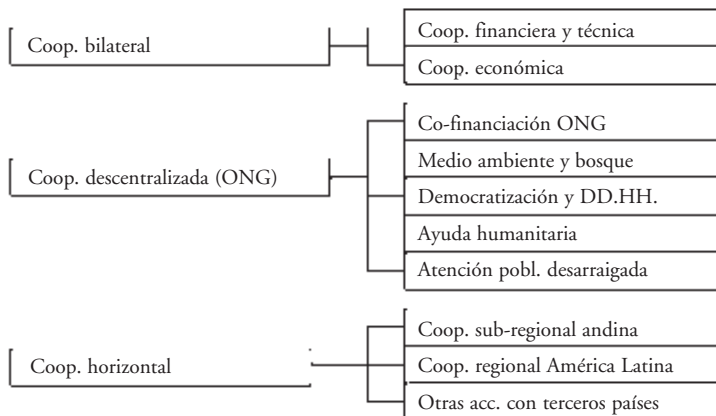 Coop. bilateral
Coop. financiera y técnica
Coop. económica
Coop. descentralizada (ONG)
Co-financiación ONG
Medio ambiente y bosque
Democratización y DD.HH.
Ayuda humanitaria
Atención pobl. desarraigada
Coop. horizontal
Coop. sub-regional andina
Coop. regional América Latina
Otras acc. con terceros países